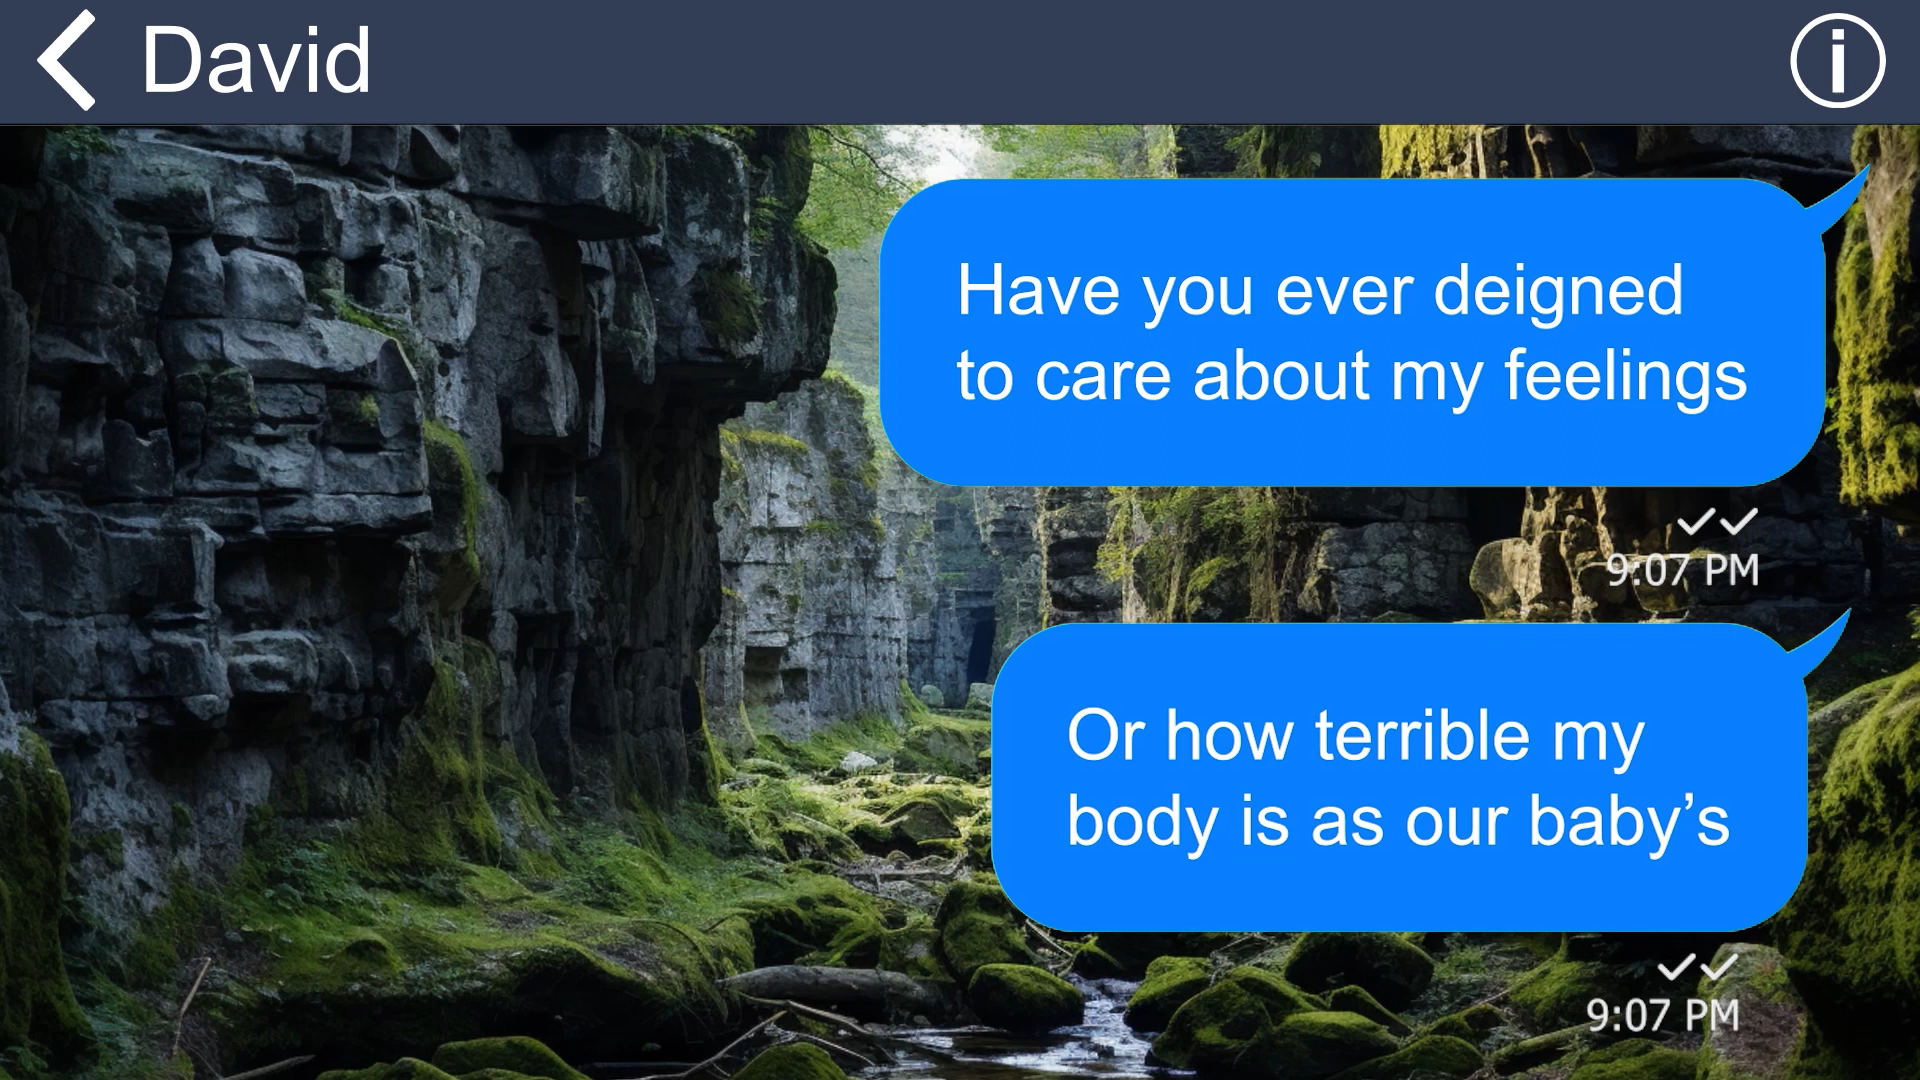 David
Have you ever deigned
to care about my feelings
9:07 PM
Or how terrible my
body is as our baby’s
9:07 PM